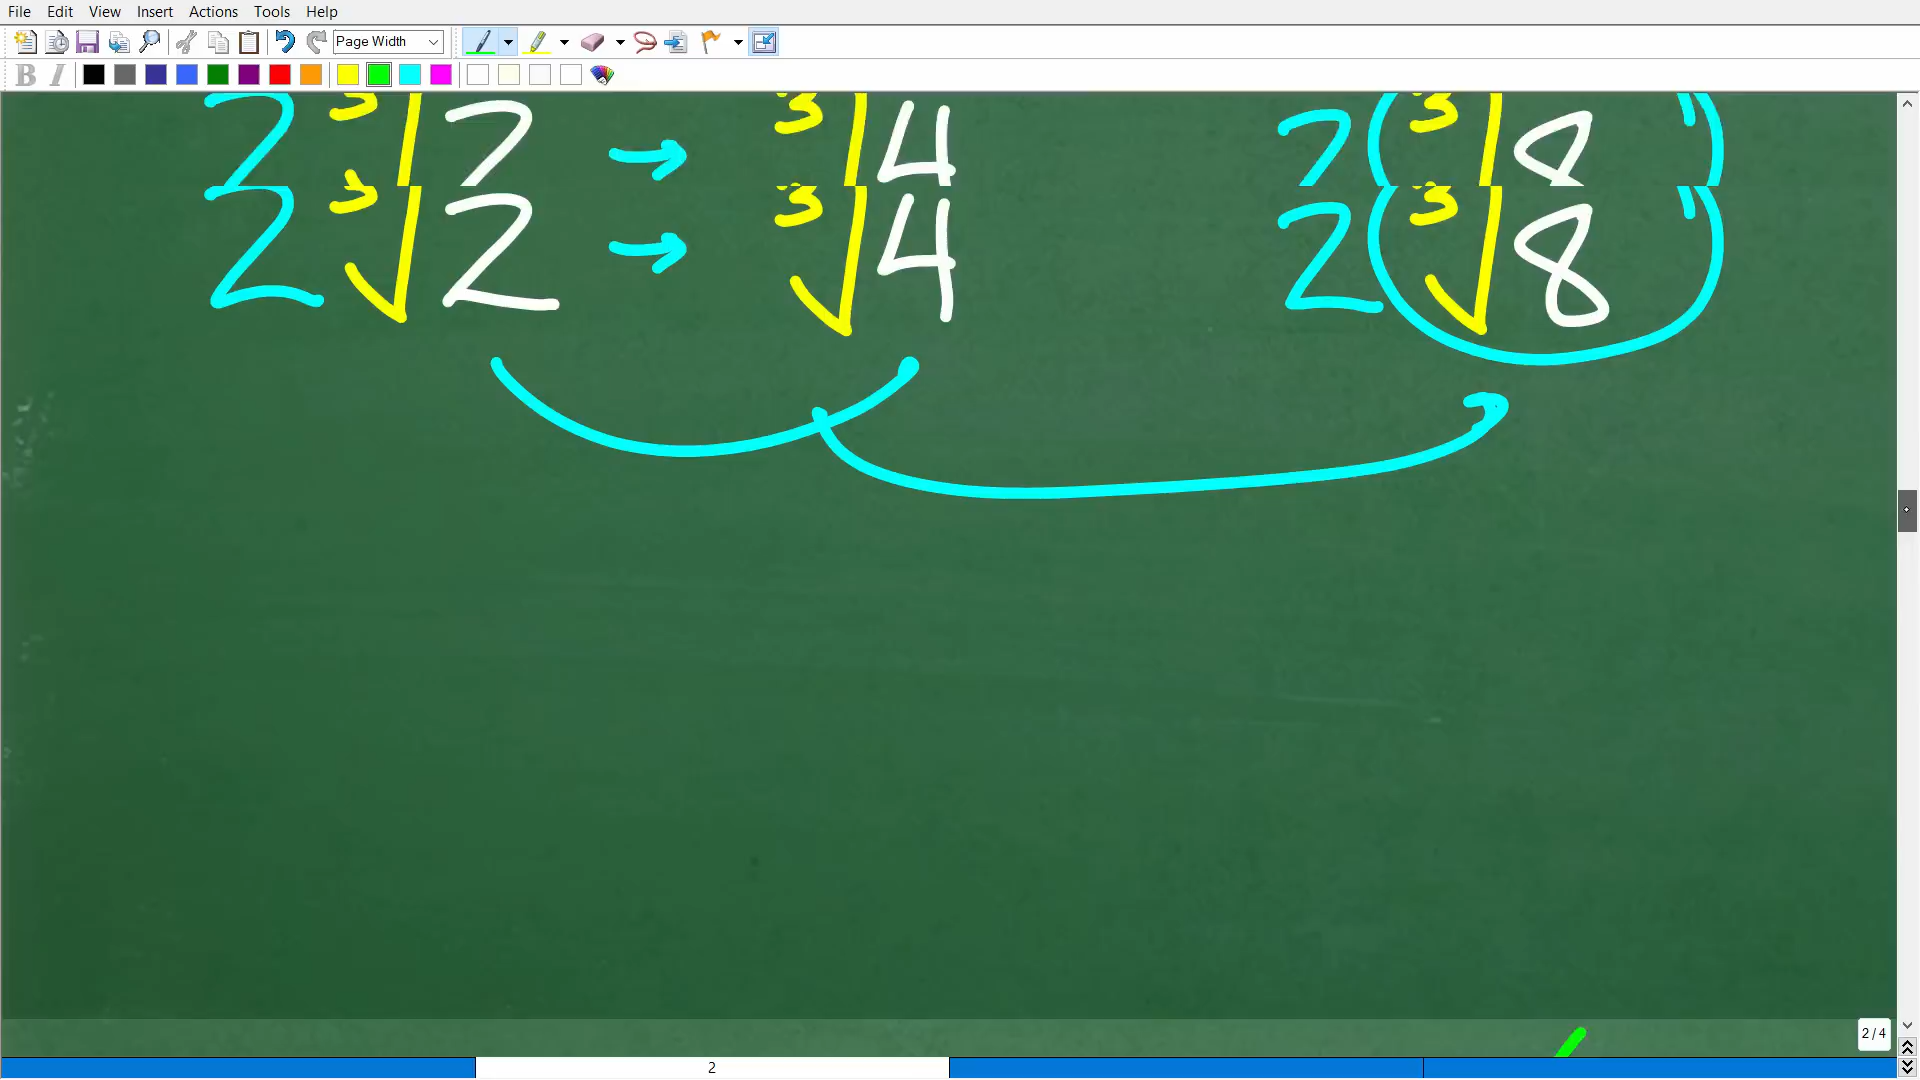 File Edit View Insert Actions Tools Help
Page Width
B I
2 ∛2 → ∛4 2(∛8)
2 ∛2 → ∛4 2(∛8)
2 / 4
2